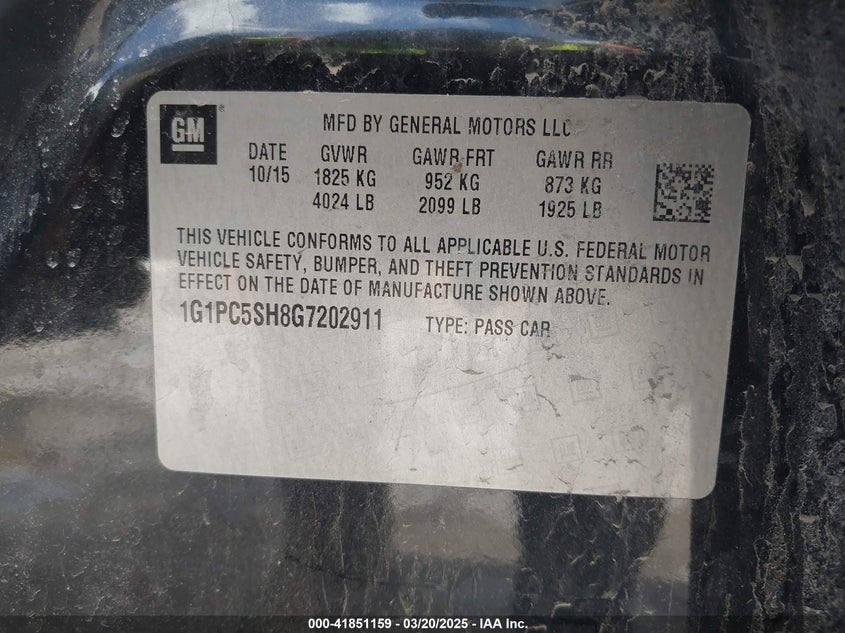 GM
MFD BY GENERAL MOTORS LLC
DATE GVWR GAWR FRT GAWR RR
10/15 1825 KG 952 KG 873 KG
4024 LB 2099 LB 1925 LB
THIS VEHICLE CONFORMS TO ALL APPLICABLE U.S. FEDERAL MOTOR
VEHICLE SAFETY, BUMPER, AND THEFT PREVENTION STANDARDS IN
EFFECT ON THE DATE OF MANUFACTURE SHOWN ABOVE.
1G1PC5SH8G7202911 TYPE: PASS CAR
000-41851159 - 03/20/2025 - IAA Inc.